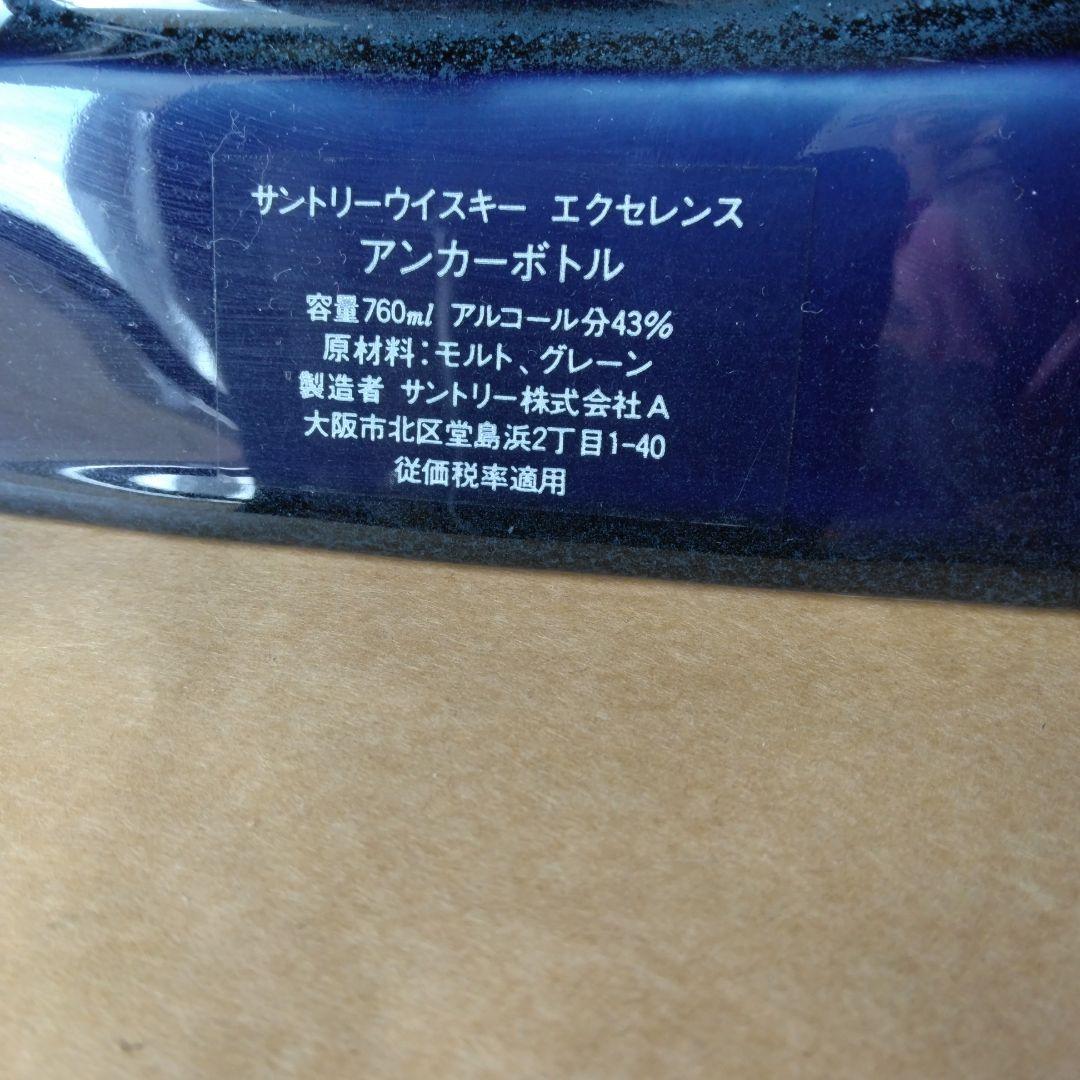 サントリーウイスキー エクセレンス
アンカーボトル
容量760ml アルコール分43%
原材料:モルト、グレーン
製造者 サントリー株式会社A
大阪市北区堂島浜2丁目1-40
従価税率適用